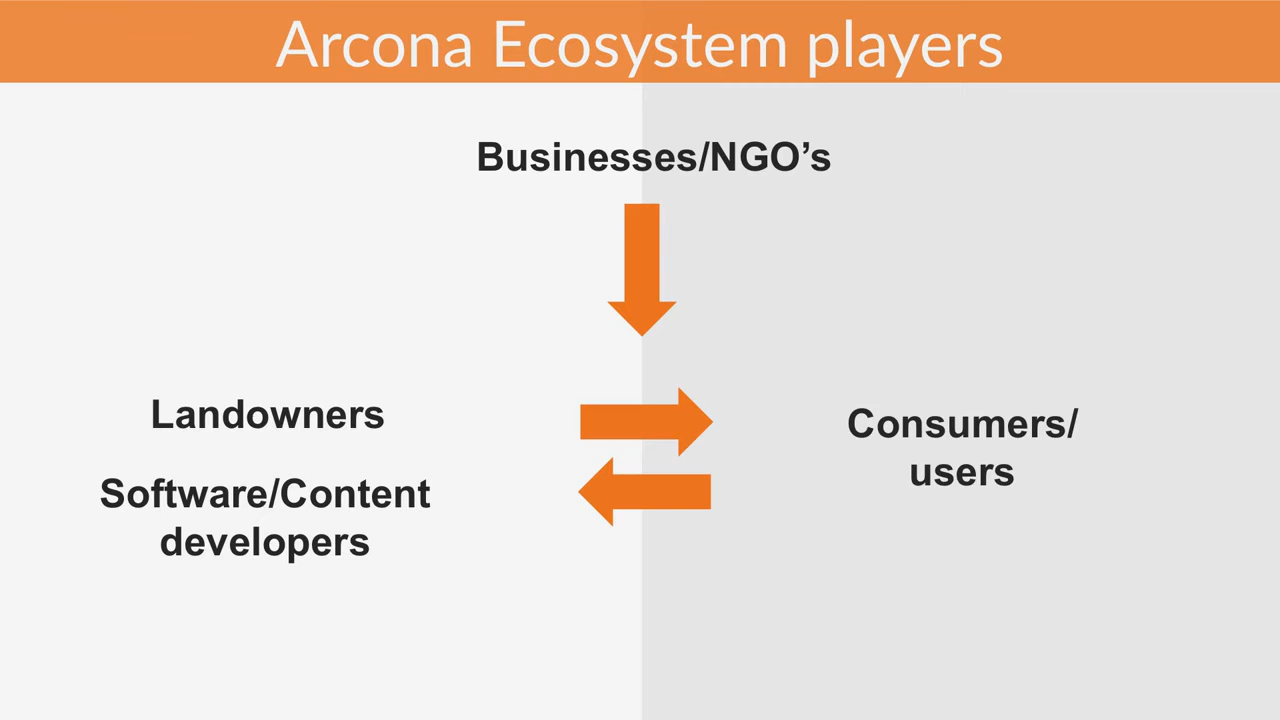 Arcona Ecosystem players
Businesses/NGO’s
Landowners
Software/Content
developers
Consumers/
users